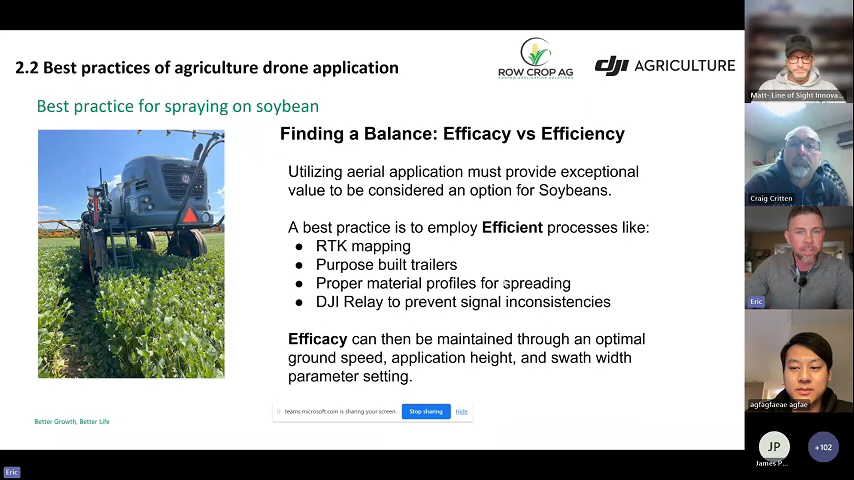 2.2 Best practices of agriculture drone application
ROW CROP AG
CUSTOM APPLICATION SOLUTIONS
dji AGRICULTURE
Best practice for spraying on soybean
Finding a Balance: Efficacy vs Efficiency
Utilizing aerial application must provide exceptional
value to be considered an option for Soybeans.
A best practice is to employ Efficient processes like:
● RTK mapping
● Purpose built trailers
● Proper material profiles for spreading
● DJI Relay to prevent signal inconsistencies
Efficacy can then be maintained through an optimal
ground speed, application height, and swath width
parameter setting.
teams.microsoft.com is sharing your screen.
Stop sharing
Hide
Better Growth, Better Life
Eric
Matt- Line of Sight Innova...
Craig Critten
Eric
agfagfaeae agfae
JP
James P...
+102